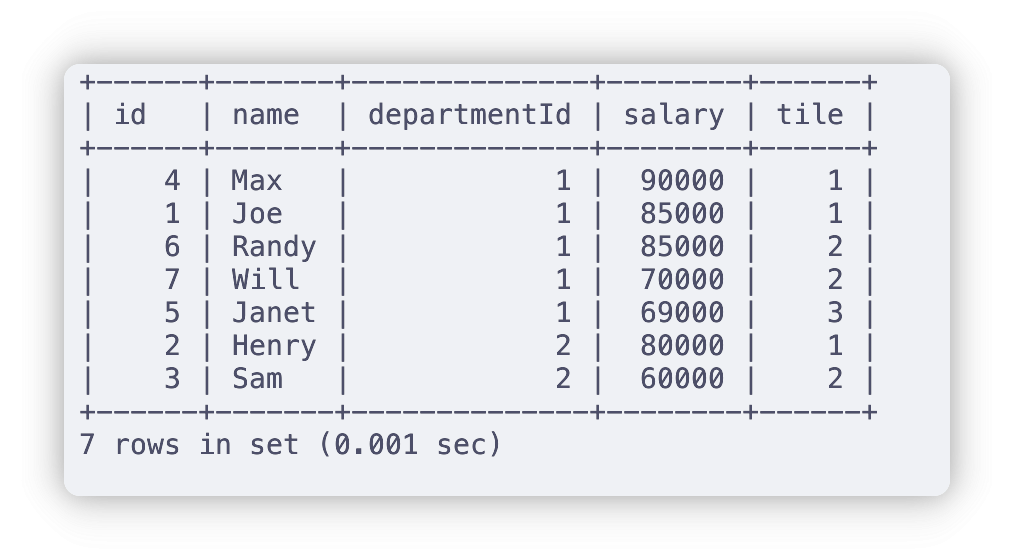 +------+-------+--------------+--------+------+
| id   | name  | departmentId | salary | tile |
+------+-------+--------------+--------+------+
|    4 | Max   |            1 |  90000 |    1 |
|    1 | Joe   |            1 |  85000 |    1 |
|    6 | Randy |            1 |  85000 |    2 |
|    7 | Will  |            1 |  70000 |    2 |
|    5 | Janet |            1 |  69000 |    3 |
|    2 | Henry |            2 |  80000 |    1 |
|    3 | Sam   |            2 |  60000 |    2 |
+------+-------+--------------+--------+------+
7 rows in set (0.001 sec)